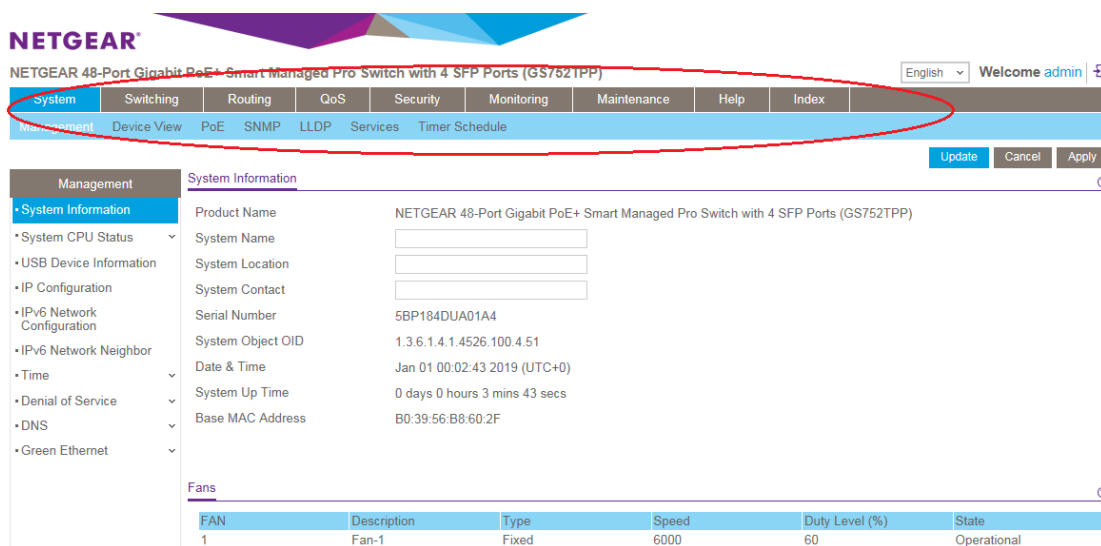 NETGEAR®
NETGEAR 48-Port Gigabit PoE+ Smart Managed Pro Switch with 4 SFP Ports (GS752TPP)
English Welcome admin
System Switching Routing QoS Security Monitoring Maintenance Help Index
Management Device View PoE SNMP LLDP Services Timer Schedule
Update Cancel Apply
Management
System Information
System CPU Status
USB Device Information
IP Configuration
IPv6 Network
Configuration
IPv6 Network Neighbor
Time
Denial of Service
DNS
Green Ethernet
System Information
Product Name NETGEAR 48-Port Gigabit PoE+ Smart Managed Pro Switch with 4 SFP Ports (GS752TPP)
System Name
System Location
System Contact
Serial Number 5BP184DUA01A4
System Object OID 1.3.6.1.4.1.4526.100.4.51
Date & Time Jan 01 00:02:43 2019 (UTC+0)
System Up Time 0 days 0 hours 3 mins 43 secs
Base MAC Address B0:39:56:B8:60:2F
Fans
FAN Description Type Speed Duty Level (%) State
1 Fan-1 Fixed 6000 60 Operational